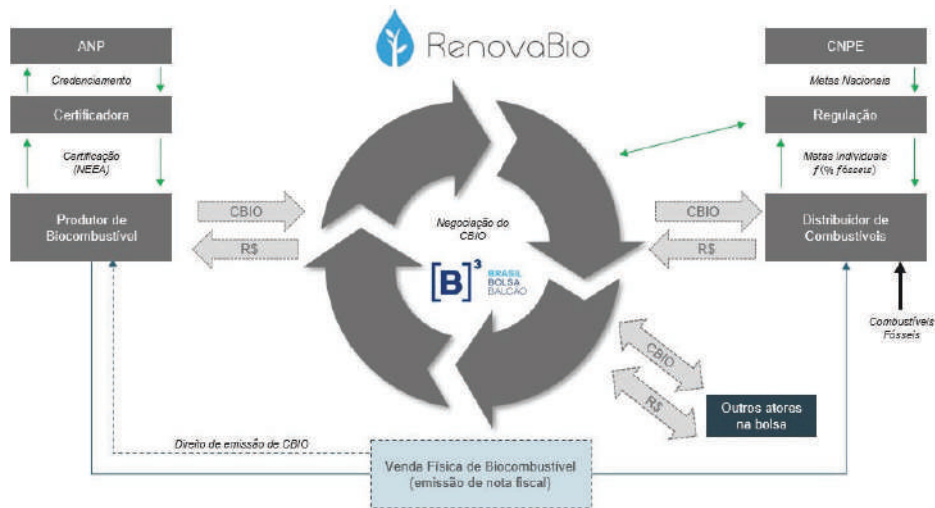 RenovaBio
ANP
Credenciamento
Certificadora
Certificação
(NEEA)
Produtor de
Biocombustível
CBIO
R$
Negociação do
CBIO
[B]³
BRASIL
BOLSA
BALCÃO
CNPE
Metas Nacionais
Regulação
Metas Individuais
f (% fósseis)
Distribuidor de
Combustíveis
CBIO
R$
Combustíveis
Fósseis
CBIO
R$
Outros atores
na bolsa
Direito de emissão de CBIO
Venda Física de Biocombustível
(emissão de nota fiscal)